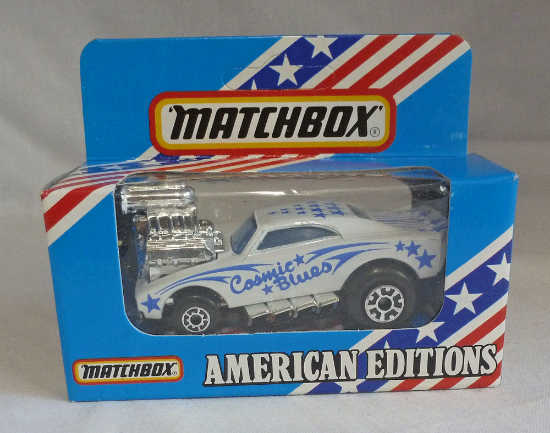 MATCHBOX®
Cosmic
Blues
MATCHBOX®
AMERICAN EDITIONS